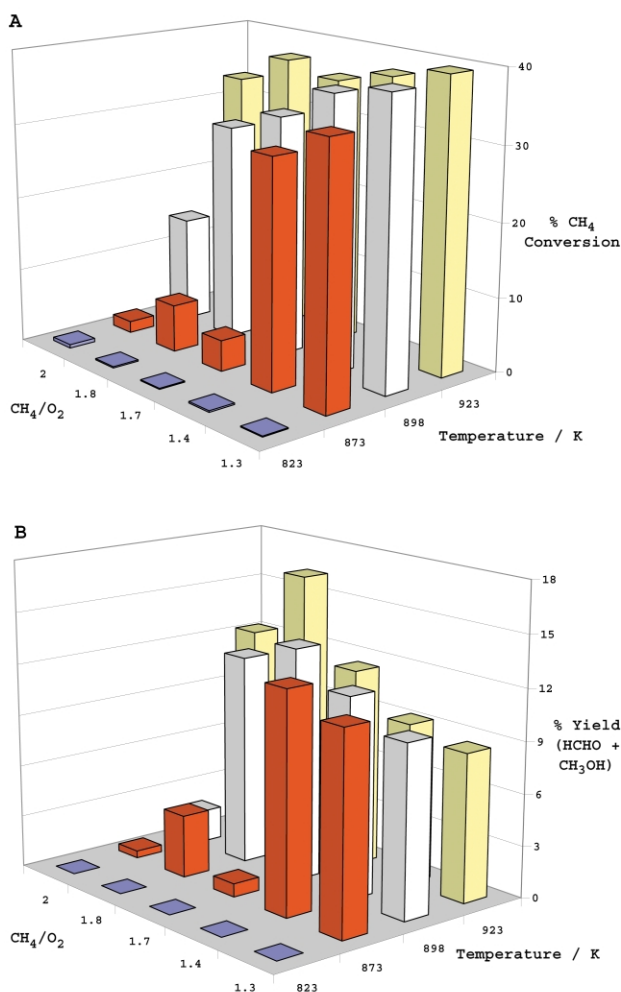 A
40
30
20
% CH₄
Conversion
10
0
2
1.8
1.7
1.4
1.3
CH₄/O₂
923
898
873
823
Temperature / K
B
18
15
12
9
% Yield
(HCHO +
CH₃OH)
6
3
0
2
1.8
1.7
1.4
1.3
CH₄/O₂
923
898
873
823
Temperature / K